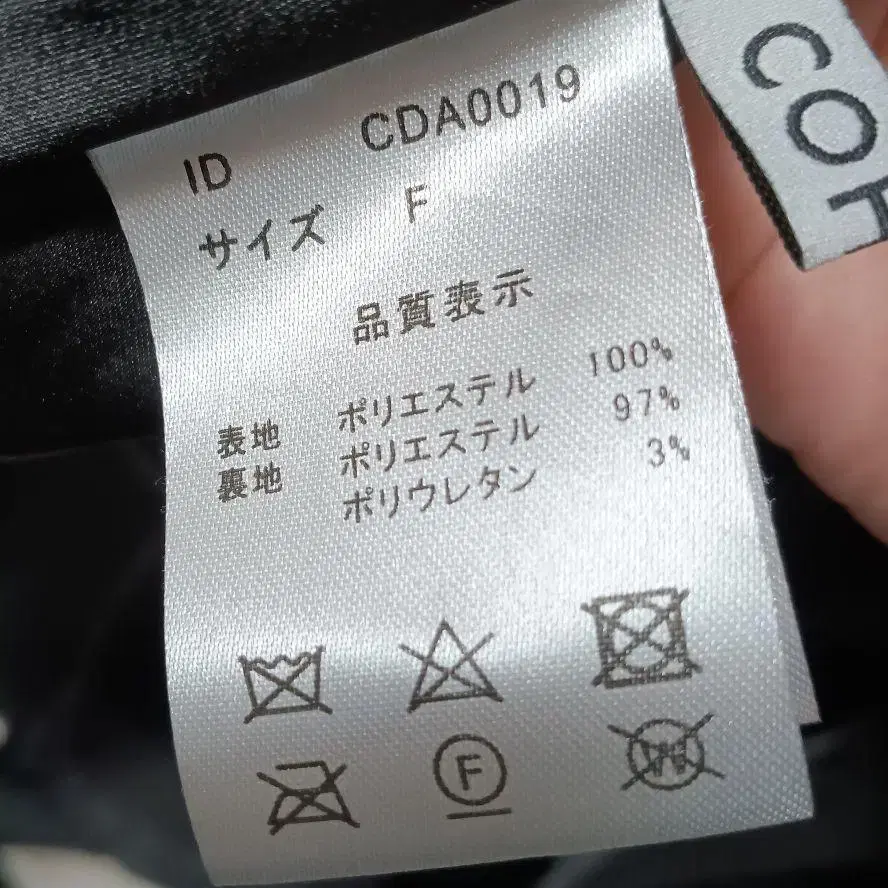 ID CDA0019
サイズ F
品質表示
表地 ポリエステル 100%
裏地 ポリエステル 97%
ポリウレタン 3%
F
W
CO